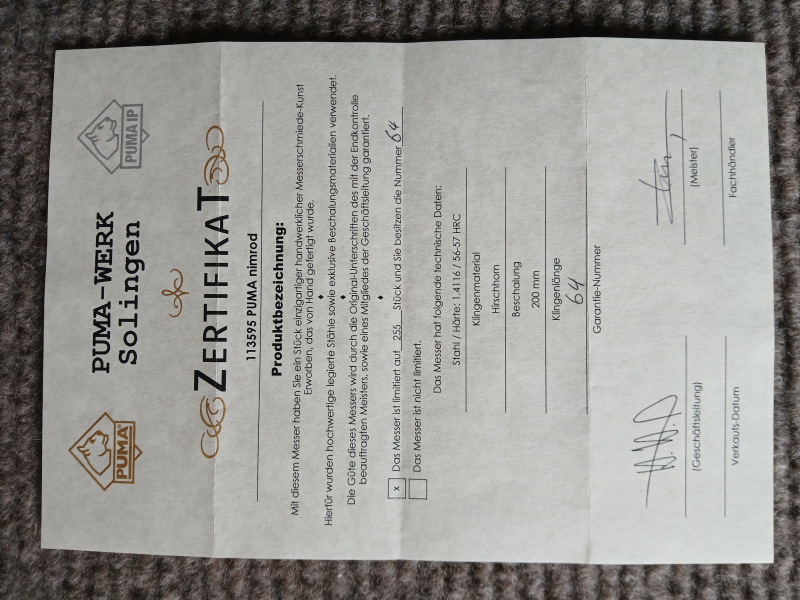 PUMA
PUMA-WERK
Solingen
PUMA IP
ZERTIFIKAT
113595 PUMA nimrod
Produktbezeichnung:
Mit diesem Messer haben Sie ein Stück einzigartiger handwerklicher Messerschmiede-Kunst
Erworben, das von Hand gefertigt wurde.
Hierfür wurden hochwertige legierte Stähle sowie exklusive Beschalungsmaterialien verwendet.
Die Güte dieses Messers wird durch die Original-Unterschriften des mit der Endkontrolle
beauftragten Meisters, sowie eines Mitgliedes der Geschäftsleitung garantiert.
x Das Messer ist limitiert auf 255 Stück und Sie besitzen die Nummer 64
Das Messer ist nicht limitiert.
Das Messer hat folgende technische Daten:
Stahl / Härte: 1.4116 / 56-57 HRC
Klingenmaterial
Hirschhorn
Beschalung
200 mm
Klingenlänge
64
Garantie-Nummer
(Geschäftsleitung)
(Meister)
Verkaufs-Datum
Fachhändler